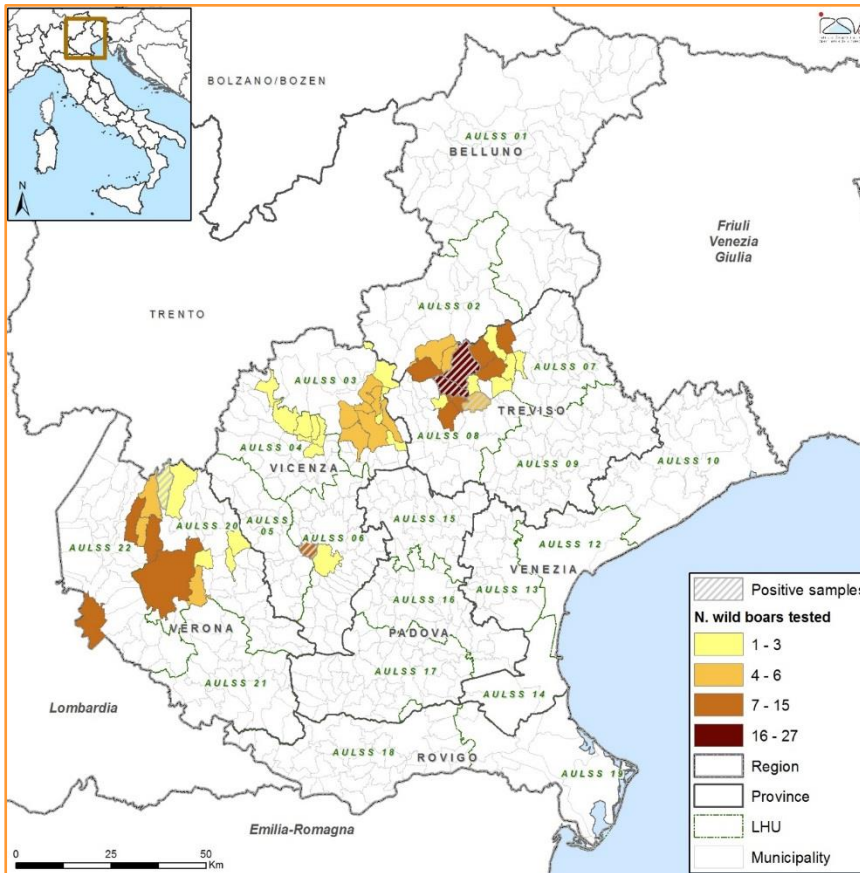 BOLZANO/BOZEN
AULSS 01
BELLUNO
Friuli
Venezia
Giulia
N
TRENTO
AULSS 02
AULSS 03
AULSS 07
TREVISO
AULSS 04
AULSS 08
VICENZA
AULSS 09
AULSS 10
AULSS 20
AULSS
05
AULSS 06
AULSS 15
AULSS 22
AULSS 12
VENEZIA
AULSS 13
AULSS 16
VERONA
PADOVA
AULSS 17
AULSS 21
AULSS 14
Lombardia
AULSS 18
ROVIGO
AULSS 19
Emilia-Romagna
0 25 50
Km
Positive samples
N. wild boars tested
1 - 3
4 - 6
7 - 15
16 - 27
Region
Province
LHU
Municipality